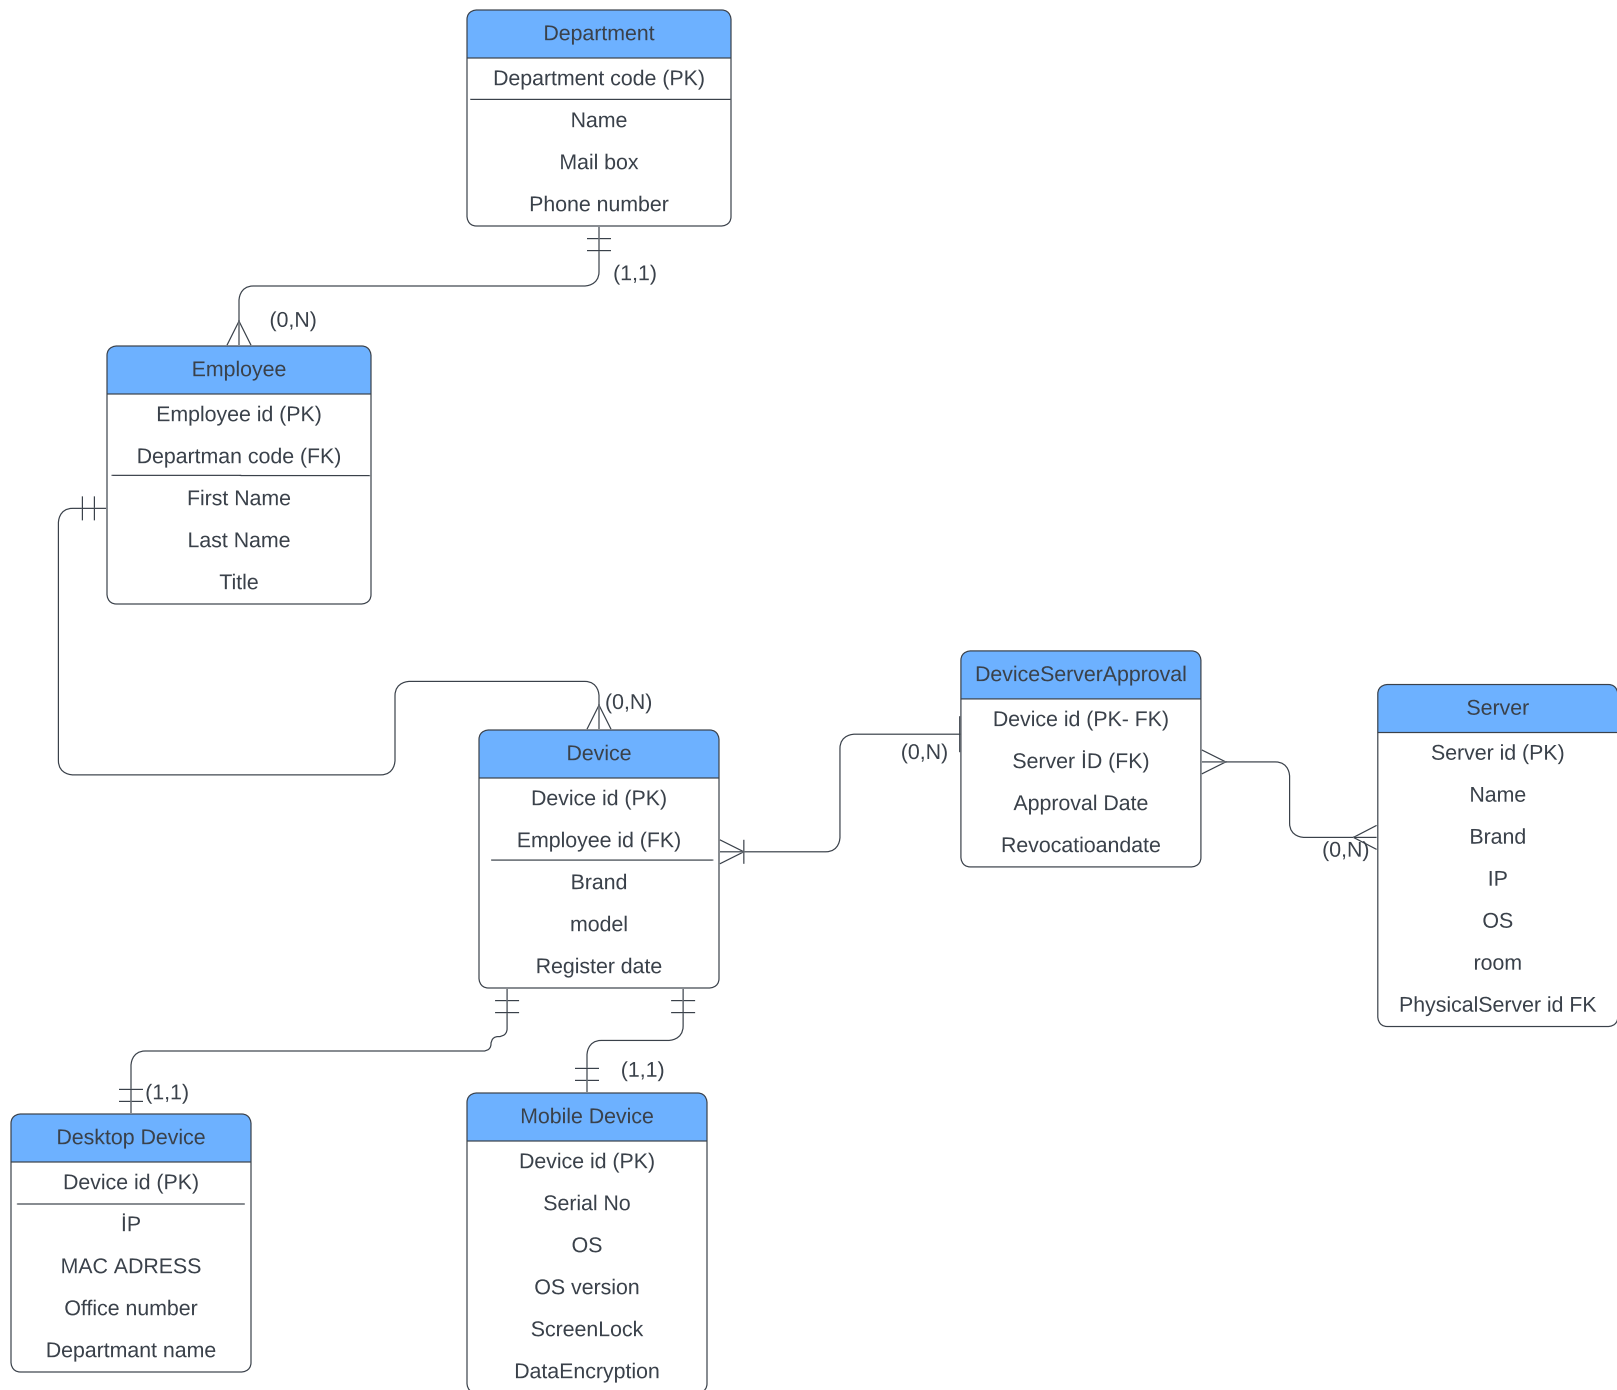 Department
Department code (PK)
Name
Mail box
Phone number
(1,1)
(0,N)
Employee
Employee id (PK)
Departman code (FK)
First Name
Last Name
Title
(0,N)
Device
Device id (PK)
Employee id (FK)
Brand
model
Register date
(0,N)
DeviceServerApproval
Device id (PK- FK)
Server İD (FK)
Approval Date
Revocatioandate
(0,N)
Server
Server id (PK)
Name
Brand
IP
OS
room
PhysicalServer id FK
(1,1)
Desktop Device
Device id (PK)
İP
MAC ADRESS
Office number
Departmant name
(1,1)
Mobile Device
Device id (PK)
Serial No
OS
OS version
ScreenLock
DataEncryption